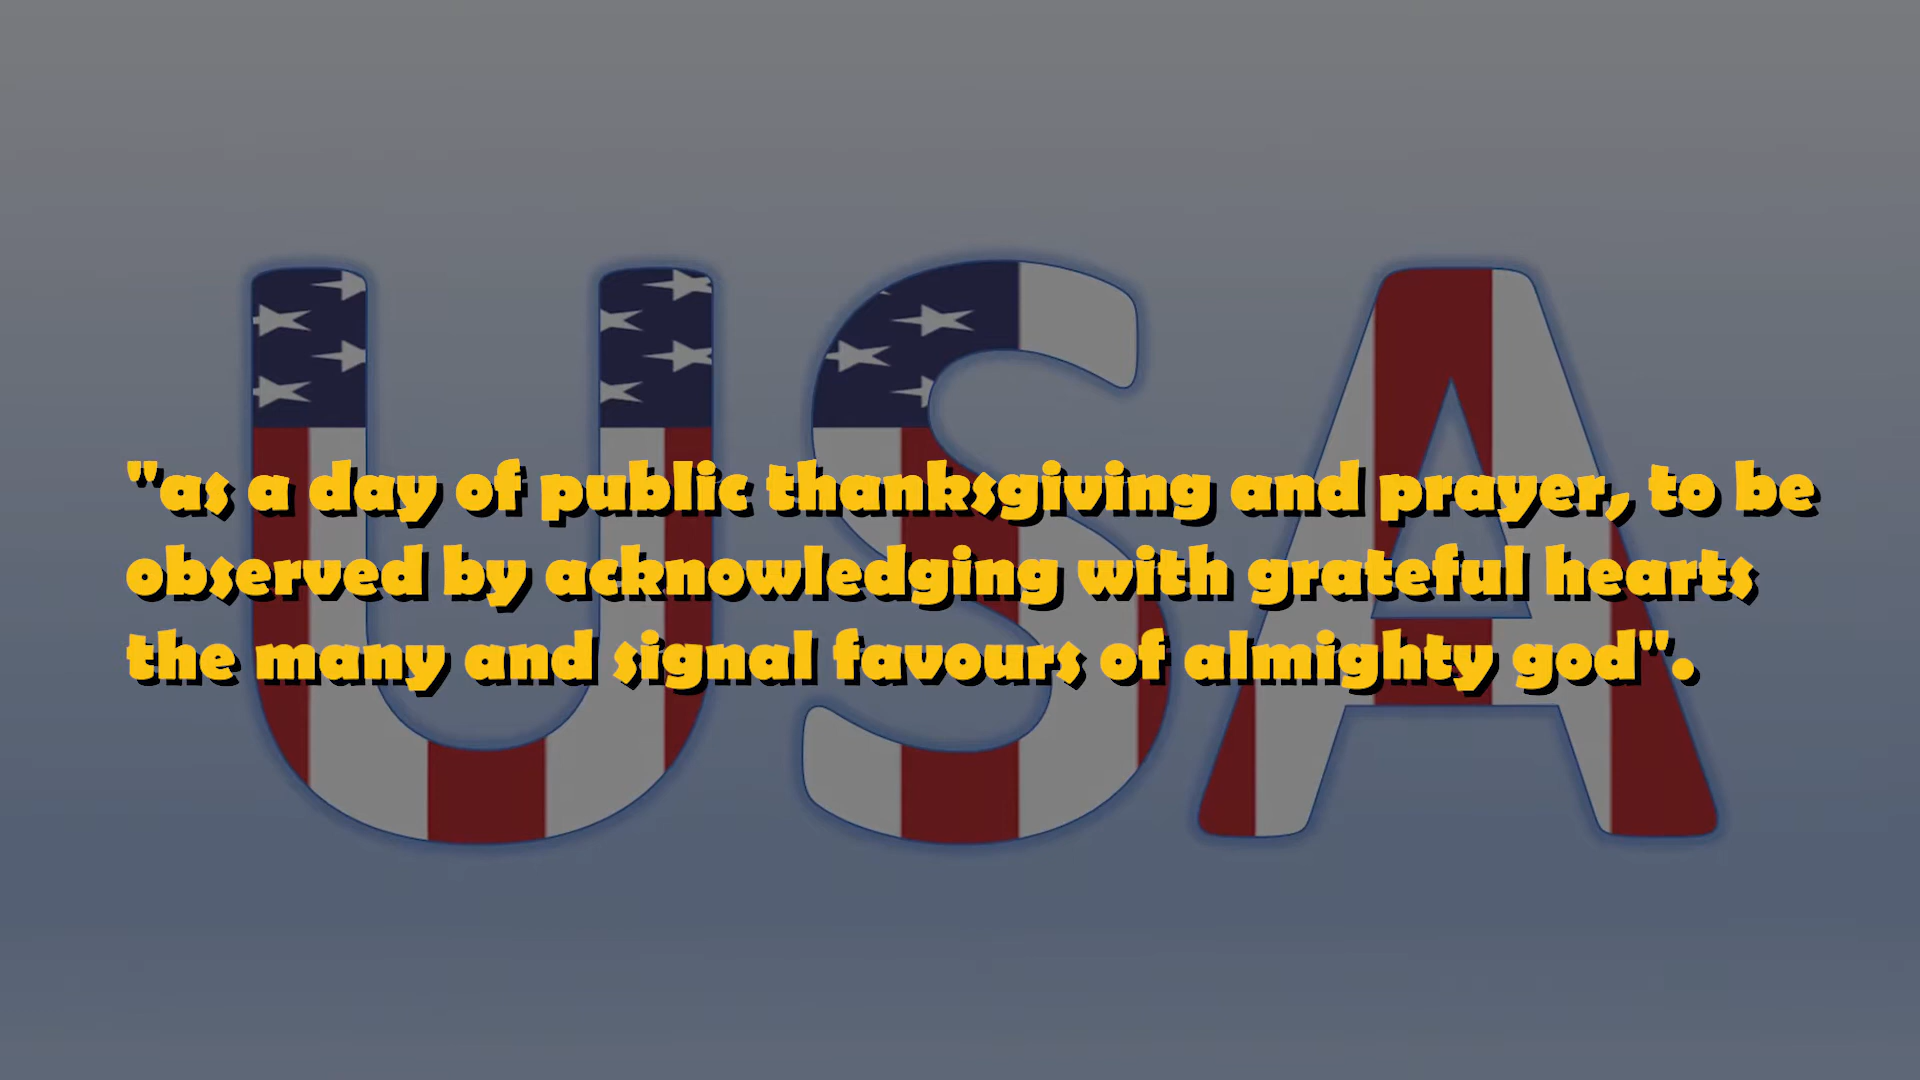 USA
"as a day of public thanksgiving and prayer, to be
observed by acknowledging with grateful hearts
the many and signal favours of almighty god".